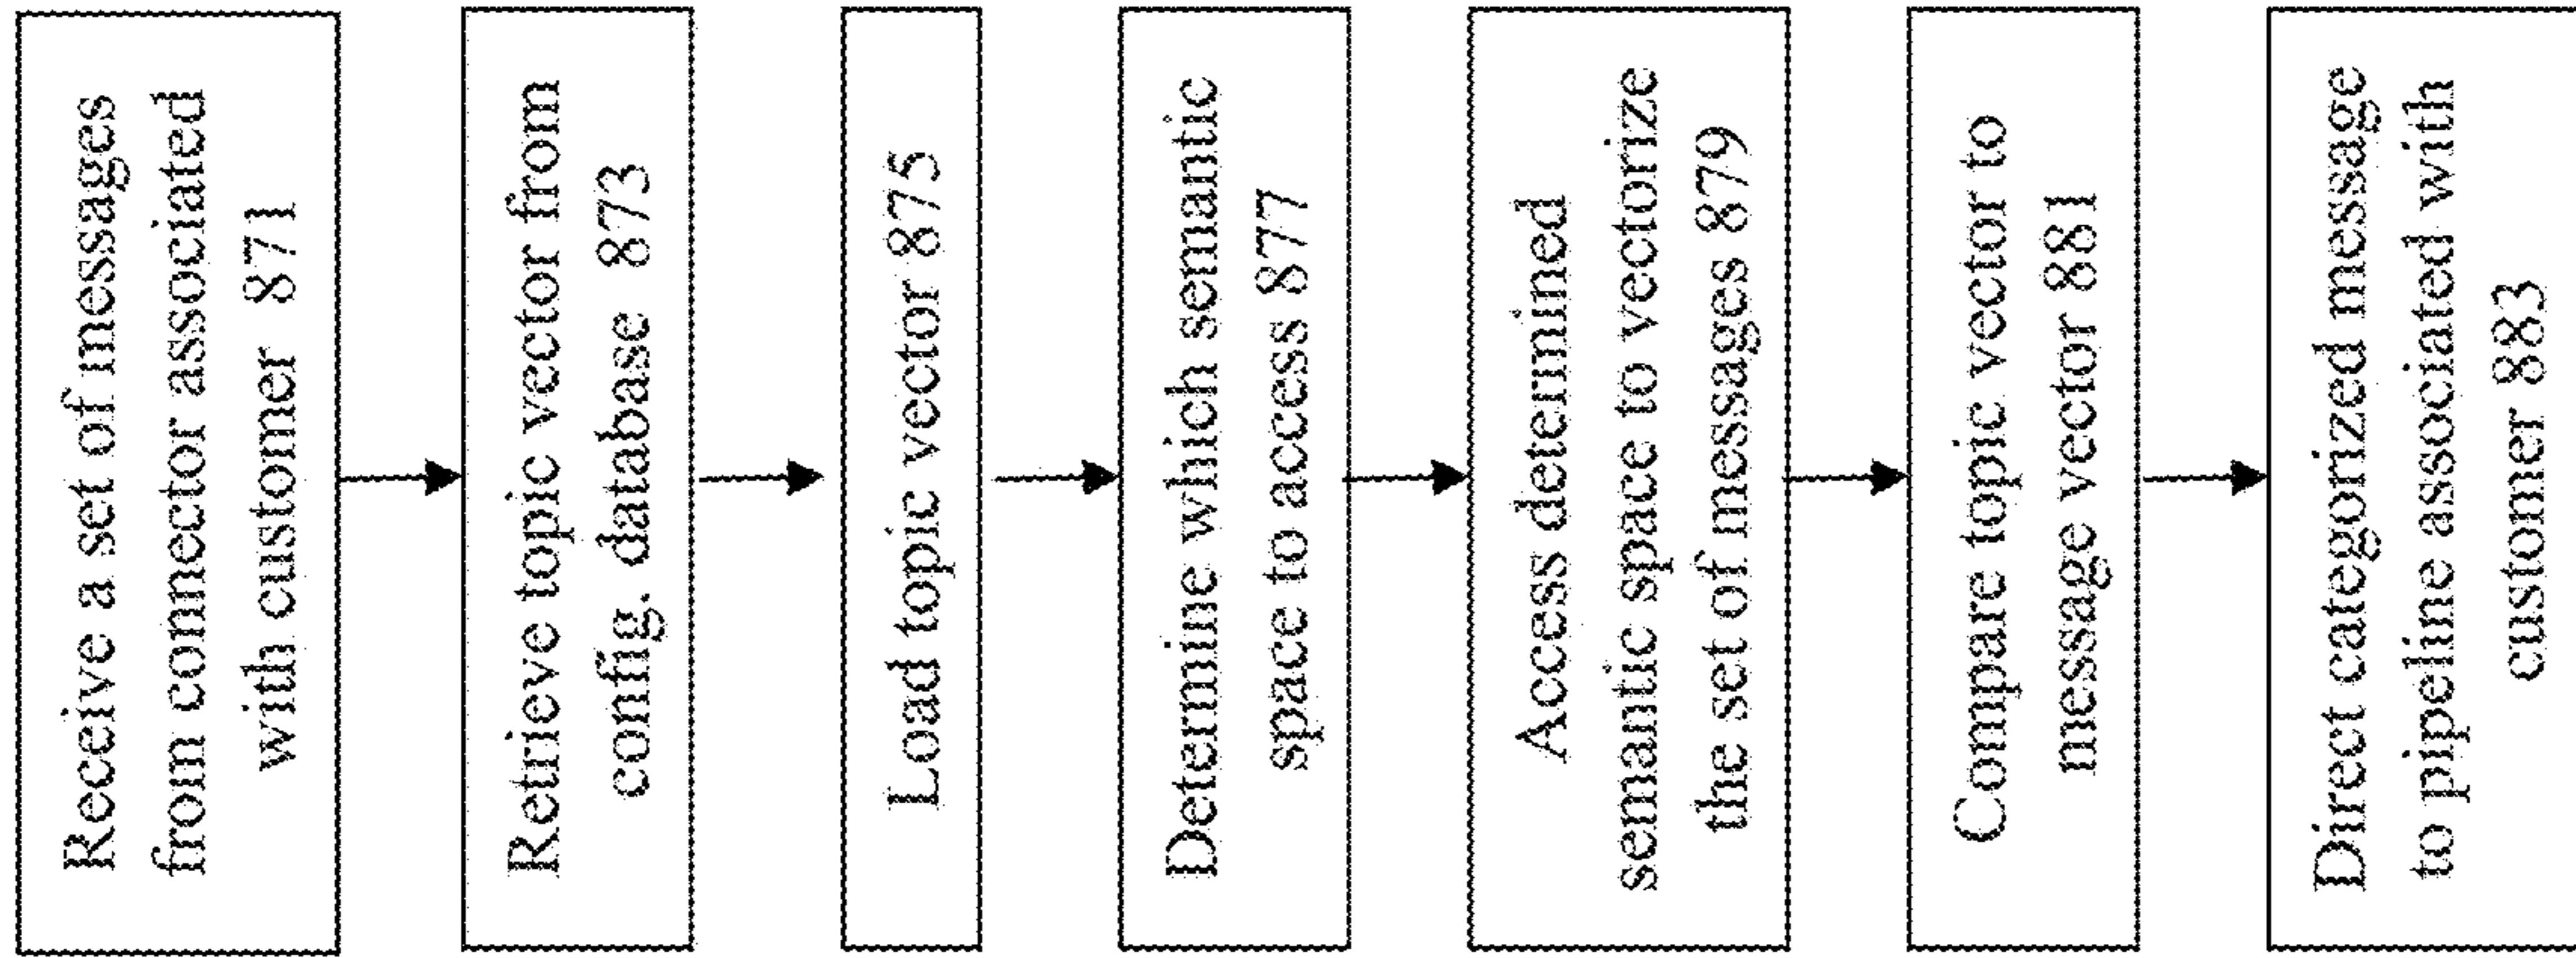 Receive a set of messages
from connector associated
with customer 871
Retrieve topic vector from
config. database 873
Load topic vector 875
Determine which semantic
space to access 877
Access determined
semantic space to vectorize
the set of messages 879
Compare topic vector to
message vector 881
Direct categorized message
to pipeline associated with
customer 883